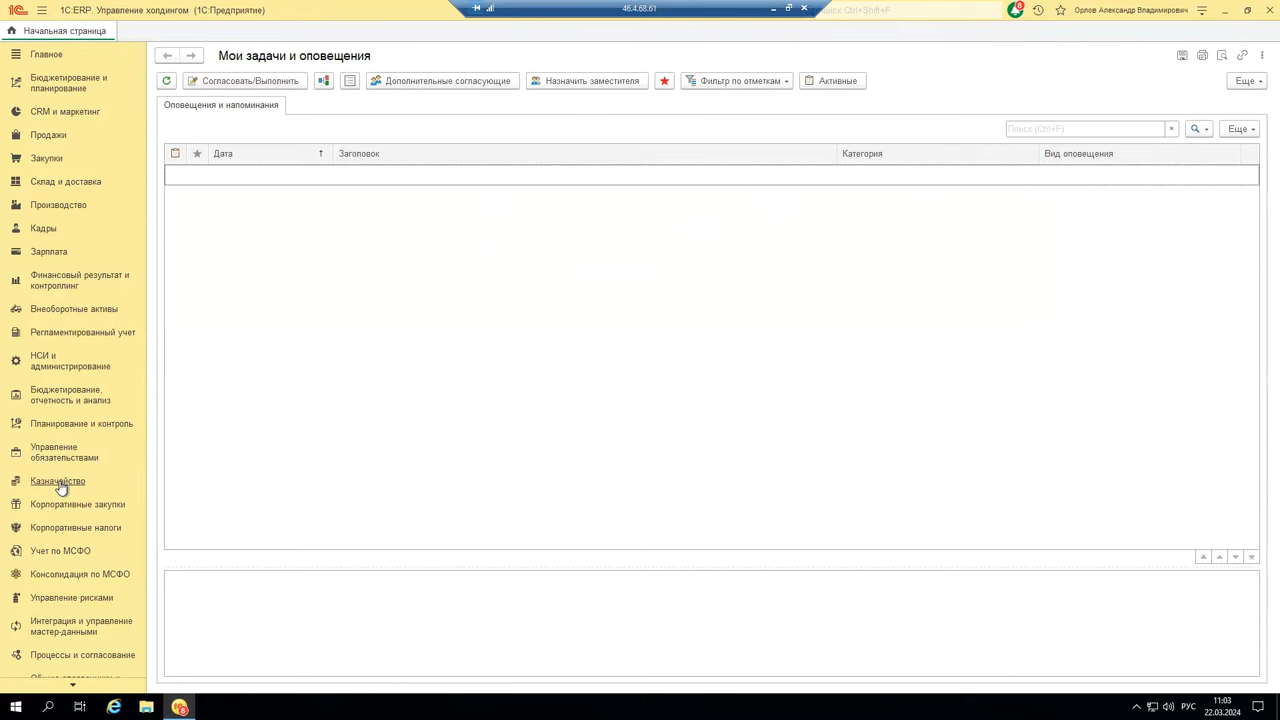 1С:ERP. Управление холдингом (1С:Предприятие)
46.4.68.61
Ctrl+Shift+F
8
Орлов Александр Владимирович
Начальная страница
Главное
Бюджетирование и
планирование
CRM и маркетинг
Продажи
Закупки
Склад и доставка
Производство
Кадры
Зарплата
Финансовый результат и
контроллинг
Внеоборотные активы
Регламентированный учет
НСИ и
администрирование
Бюджетирование,
отчетность и анализ
Планирование и контроль
Управление
обязательствами
Казначейство
Корпоративные закупки
Корпоративные налоги
Учет по МСФО
Консолидация по МСФО
Управление рисками
Интеграция и управление
мастер-данными
Процессы и согласование
Мои задачи и оповещения
Согласовать/Выполнить
Дополнительные согласующие
Назначить заместителя
Фильтр по отметкам
Активные
Еще
Оповещения и напоминания
Поиск (Ctrl+F)
Еще
Дата
Заголовок
Категория
Вид оповещения
РУС
11:03
22.03.2024